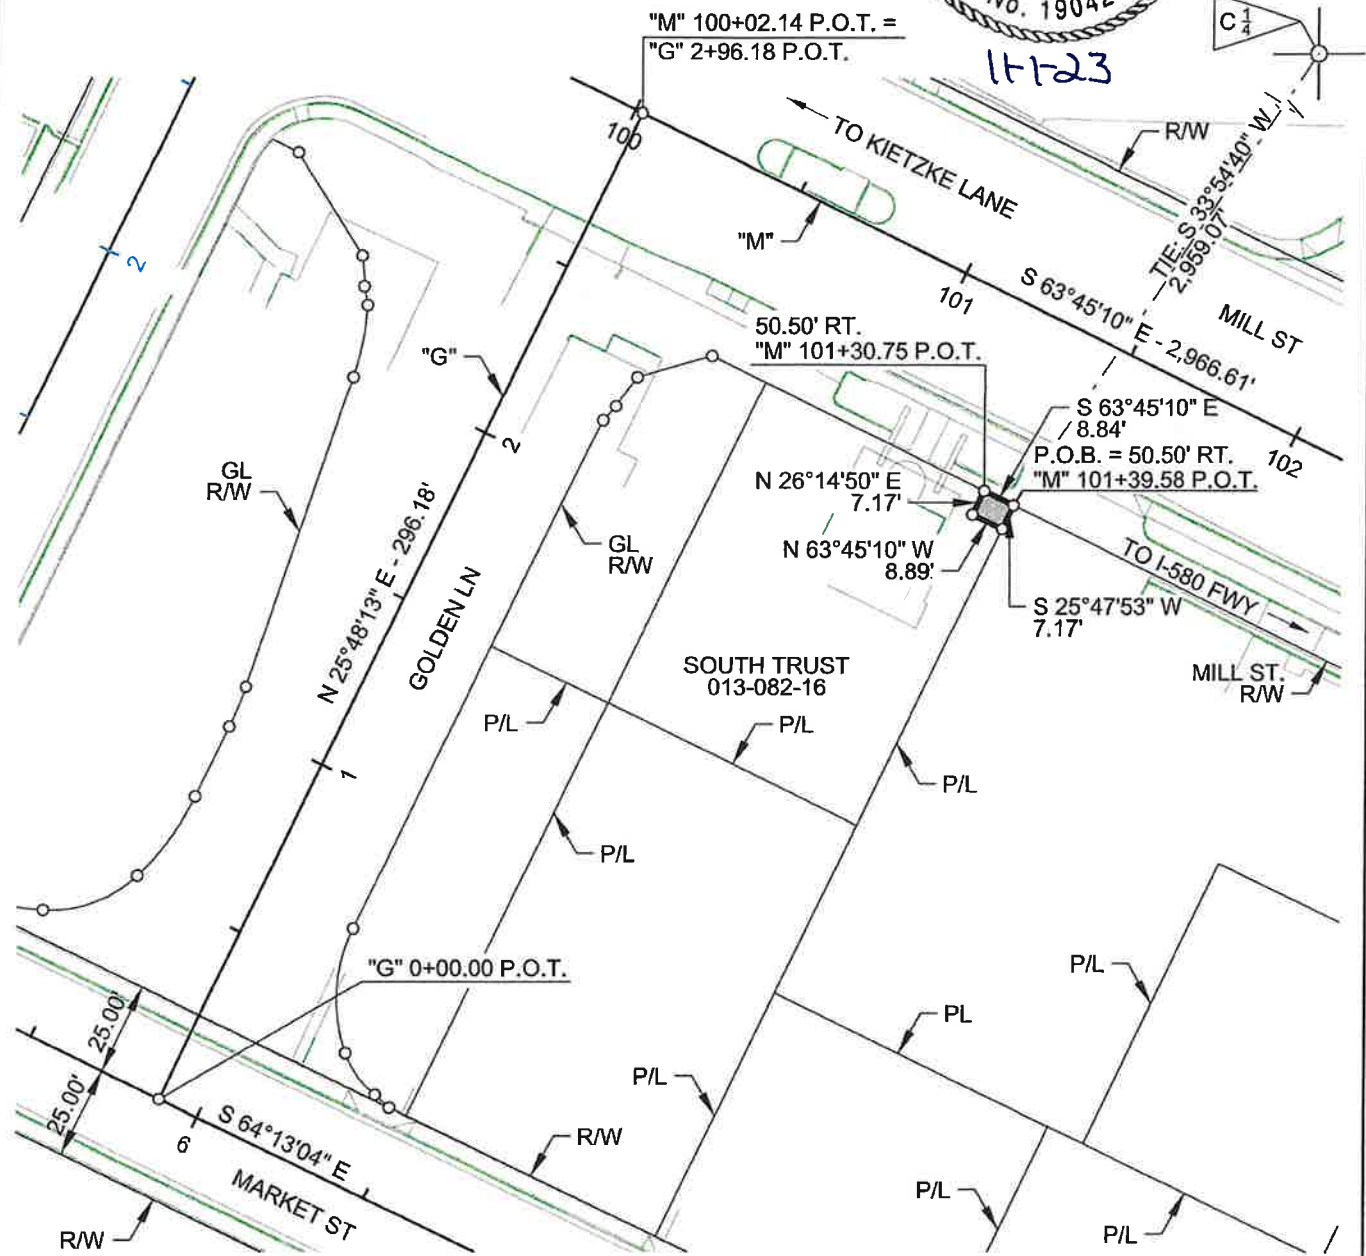 "M" 100+02.14 P.O.T. =
"G" 2+96.18 P.O.T.
No. 19042
11-1-23
C 1/4
100
TO KIETZKE LANE
R/W
TIE: S 33°54'40" W
2,959.07'
"M"
2
101
S 63°45'10" E - 2,966.61'
MILL ST
50.50' RT.
"M" 101+30.75 P.O.T.
"G"
S 63°45'10" E
8.84'
2
102
P.O.B. = 50.50' RT.
"M" 101+39.58 P.O.T.
GL
R/W
N 26°14'50" E
7.17'
N 25°48'13" E - 296.18'
GL
R/W
N 63°45'10" W
8.89'
TO I-580 FWY
GOLDEN LN
S 25°47'53" W
7.17'
SOUTH TRUST
013-082-16
MILL ST.
R/W
P/L
P/L
1
P/L
P/L
"G" 0+00.00 P.O.T.
P/L
25.00'
PL
25.00'
P/L
6
S 64°13'04" E
R/W
MARKET ST
P/L
R/W
P/L